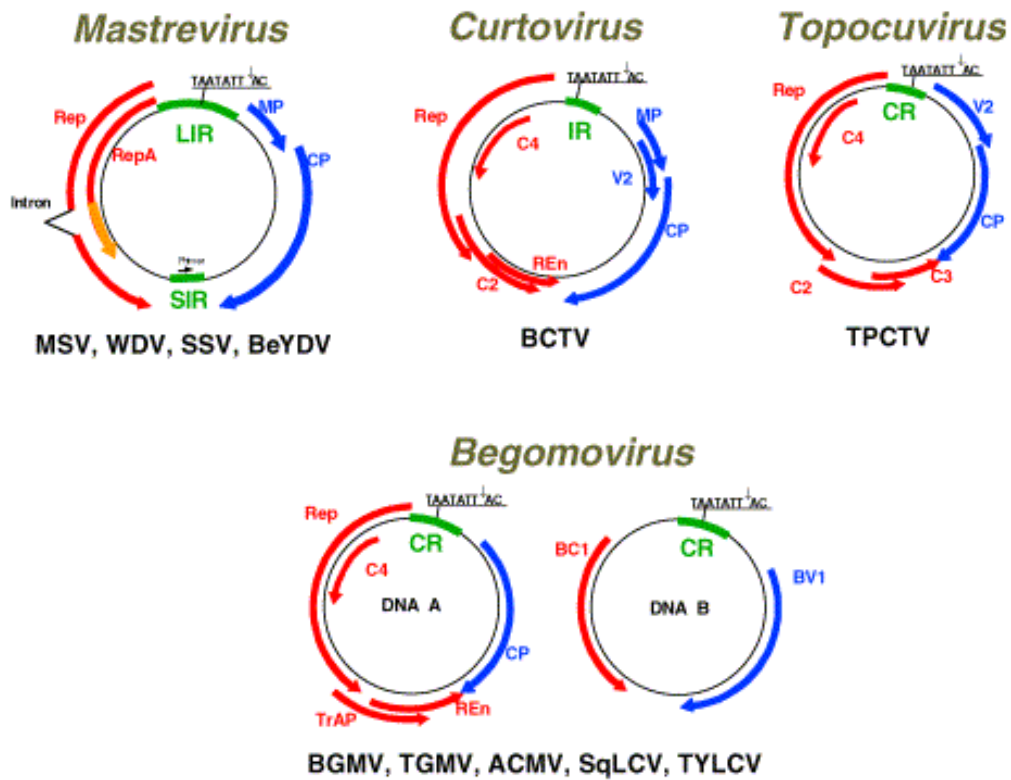 Mastrevirus
TAATATT↓AC
Rep
MP
LIR
RepA
CP
Intron
Primer
SIR
MSV, WDV, SSV, BeYDV
Curtovirus
TAATATT↓AC
Rep
IR
MP
C4
V2
CP
REn
C2
BCTV
Topocuvirus
TAATATT↓AC
Rep
V2
CR
C4
CP
C3
C2
TPCTV
Begomovirus
TAATATT↓AC
Rep
CR
C4
DNA A
CP
REn
TrAP
TAATATT↓AC
CR
BC1
BV1
DNA B
BGMV, TGMV, ACMV, SqLCV, TYLCV